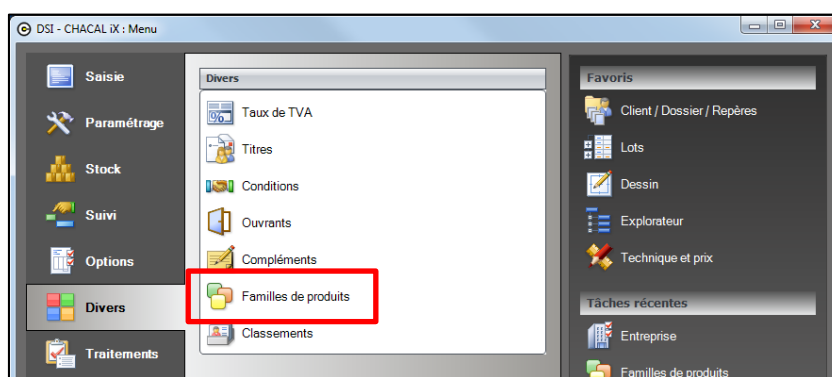 DSI - CHACAL iX : Menu
Saisie
Paramétrage
Stock
Suivi
Options
Divers
Traitements
Divers
Taux de TVA
Titres
Conditions
Ouvrants
Compléments
Familles de produits
Classements
Favoris
Client / Dossier / Repères
Lots
Dessin
Explorateur
Technique et prix
Tâches récentes
Entreprise
Familles de produits